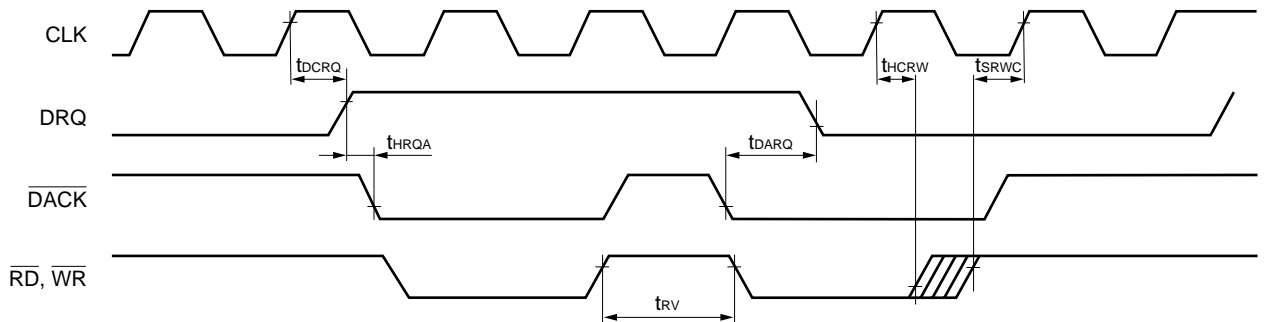 CLK
tDCRQ
tHCRW
tSRWC
DRQ
tHRQA
tDARQ
DACK
RD, WR
tRV